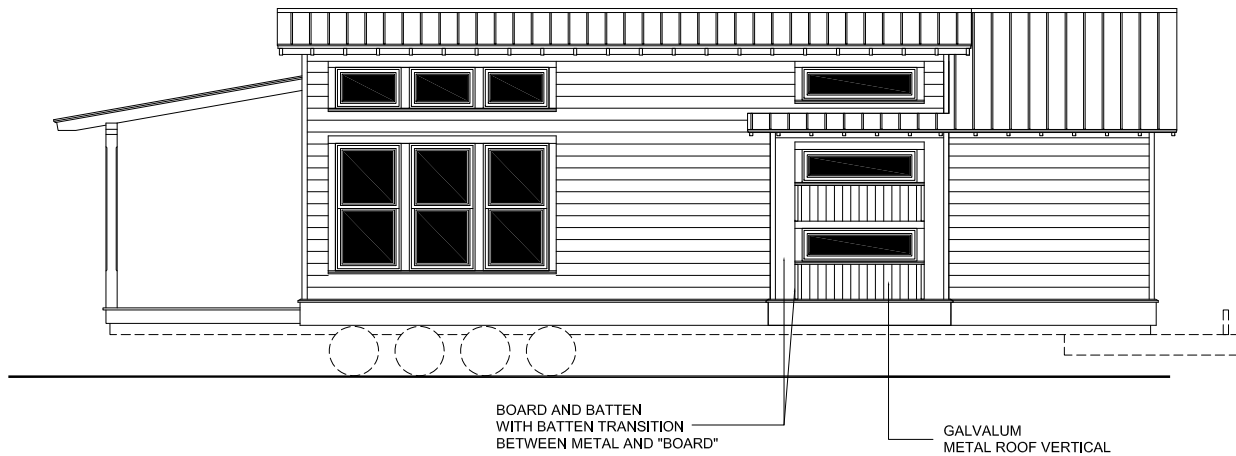 BOARD AND BATTEN
WITH BATTEN TRANSITION
BETWEEN METAL AND "BOARD"
GALVALUM
METAL ROOF VERTICAL